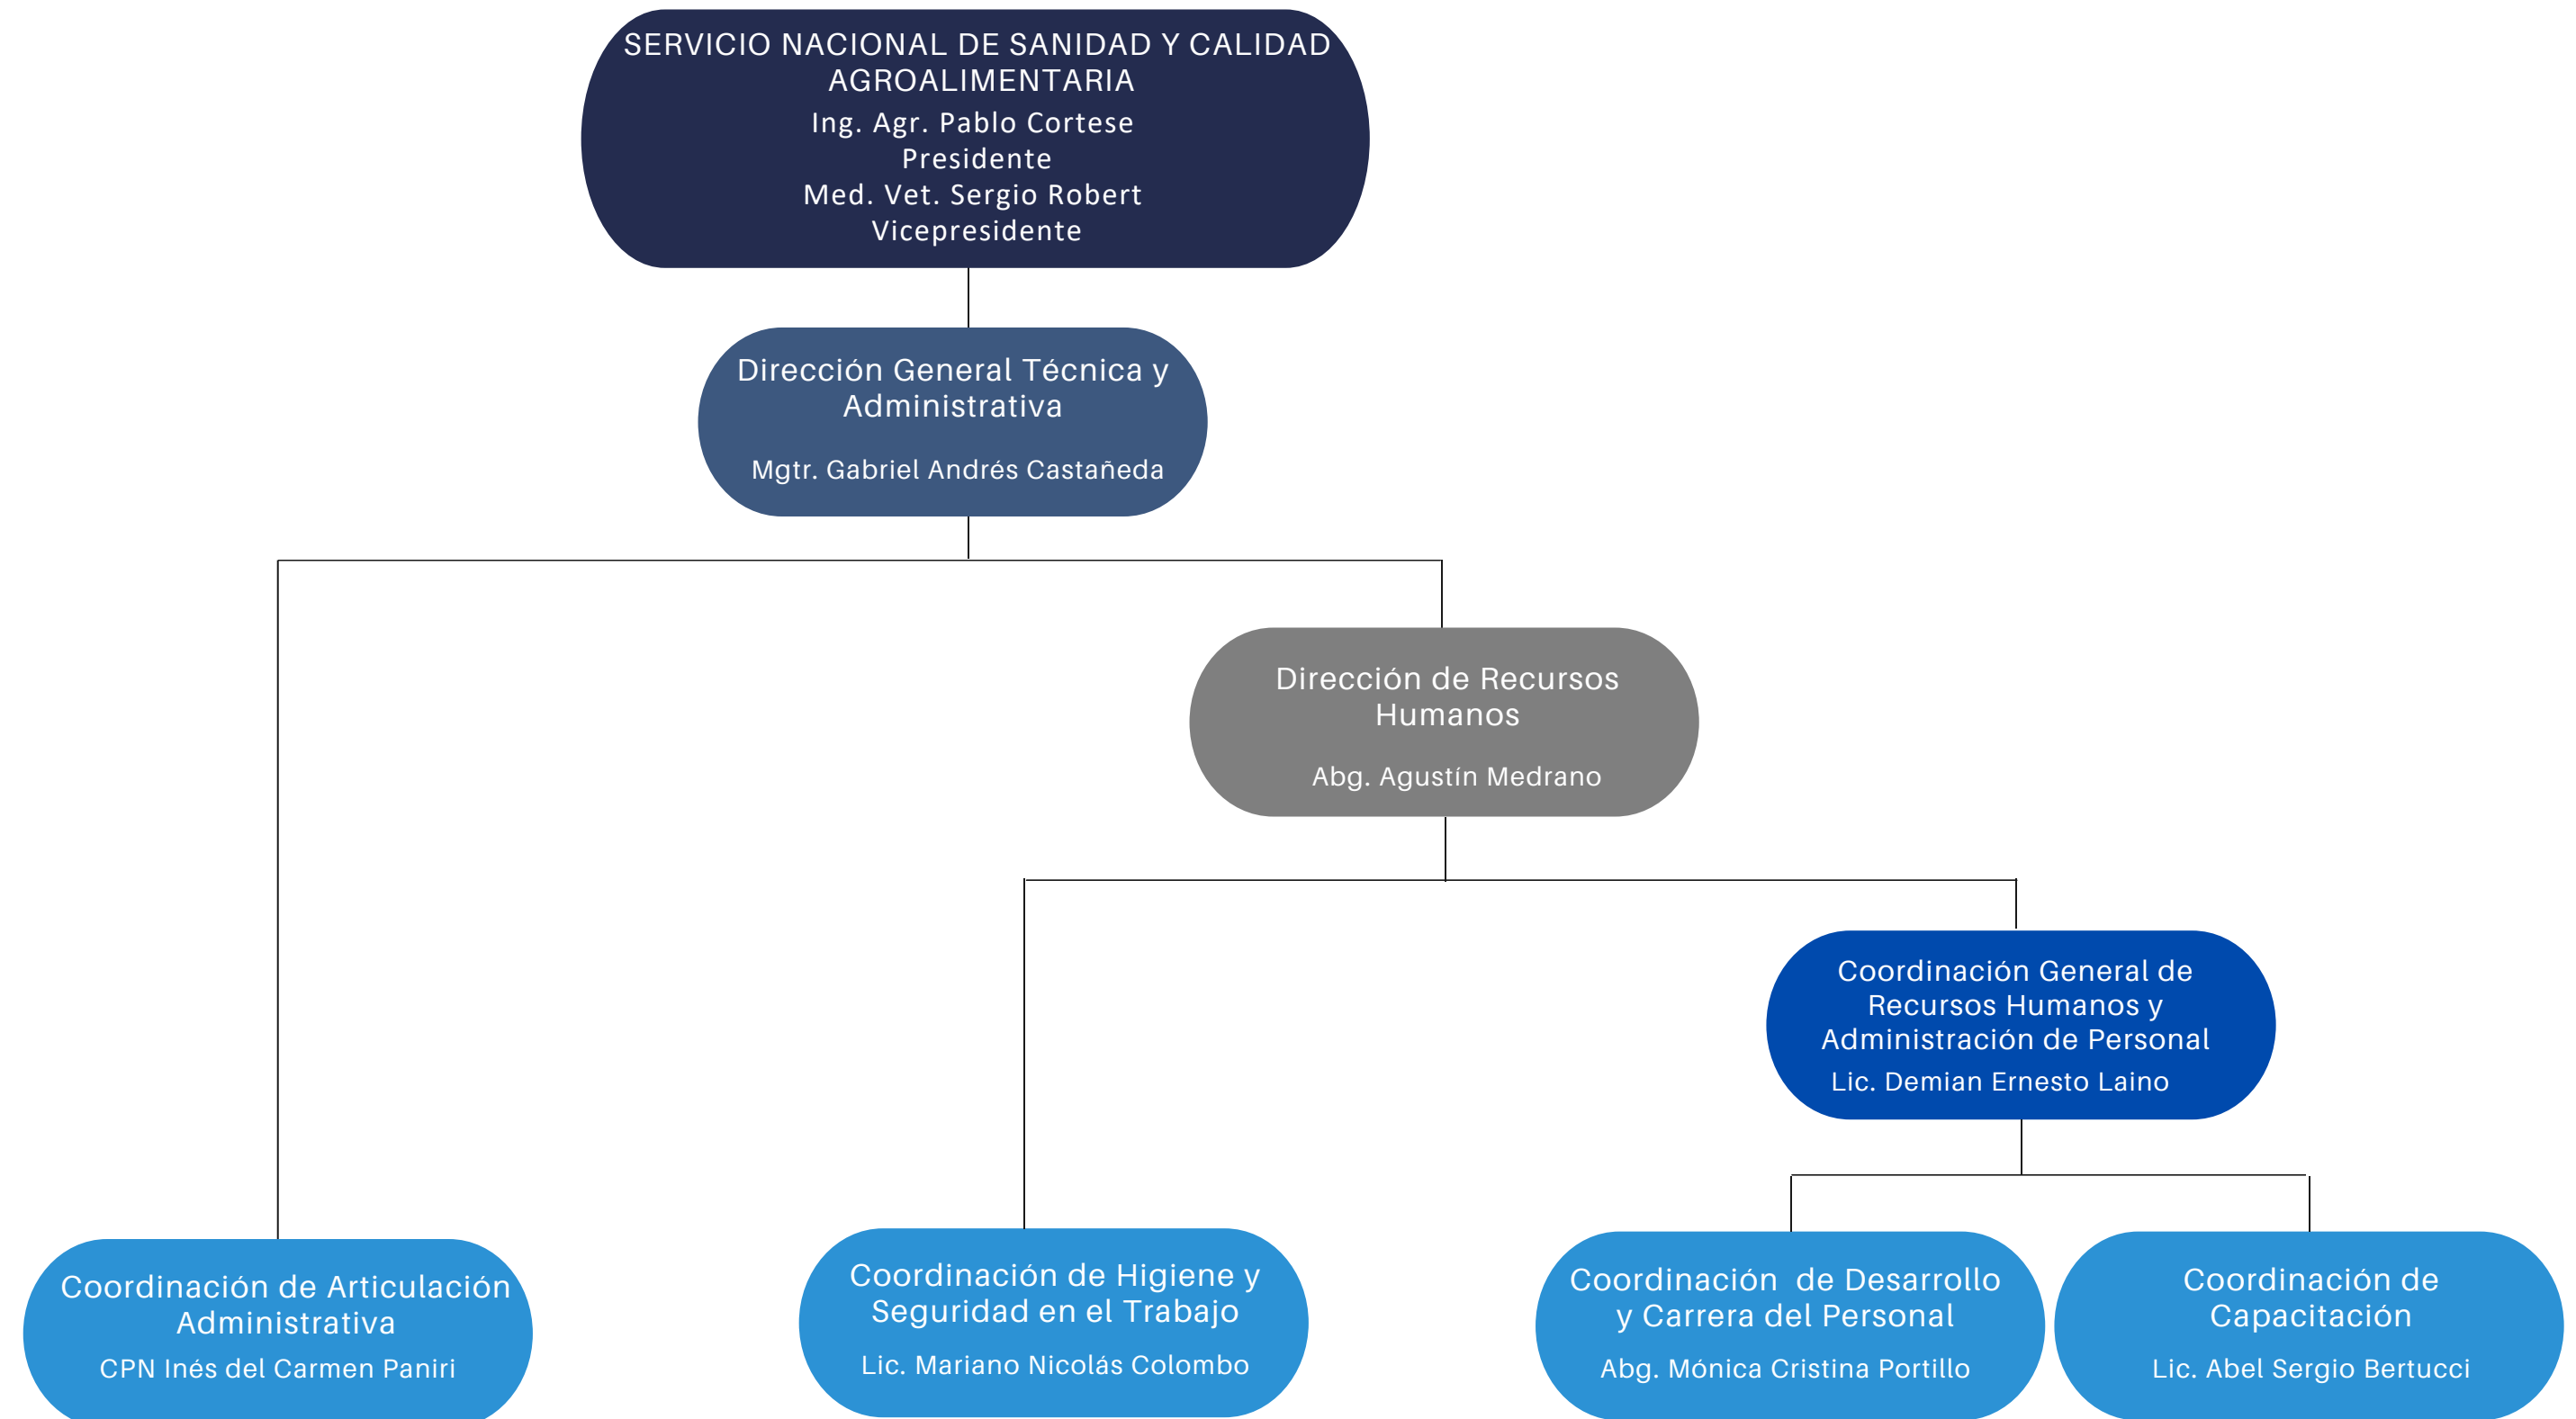 SERVICIO NACIONAL DE SANIDAD Y CALIDAD
AGROALIMENTARIA
Ing. Agr. Pablo Cortese
Presidente
Med. Vet. Sergio Robert
Vicepresidente
Dirección General Técnica y
Administrativa
Mgtr. Gabriel Andrés Castañeda
Dirección de Recursos
Humanos
Abg. Agustín Medrano
Coordinación General de
Recursos Humanos y
Administración de Personal
Lic. Demian Ernesto Laino
Coordinación de Articulación
Administrativa
CPN Inés del Carmen Paniri
Coordinación de Higiene y
Seguridad en el Trabajo
Lic. Mariano Nicolás Colombo
Coordinación de Desarrollo
y Carrera del Personal
Abg. Mónica Cristina Portillo
Coordinación de
Capacitación
Lic. Abel Sergio Bertucci